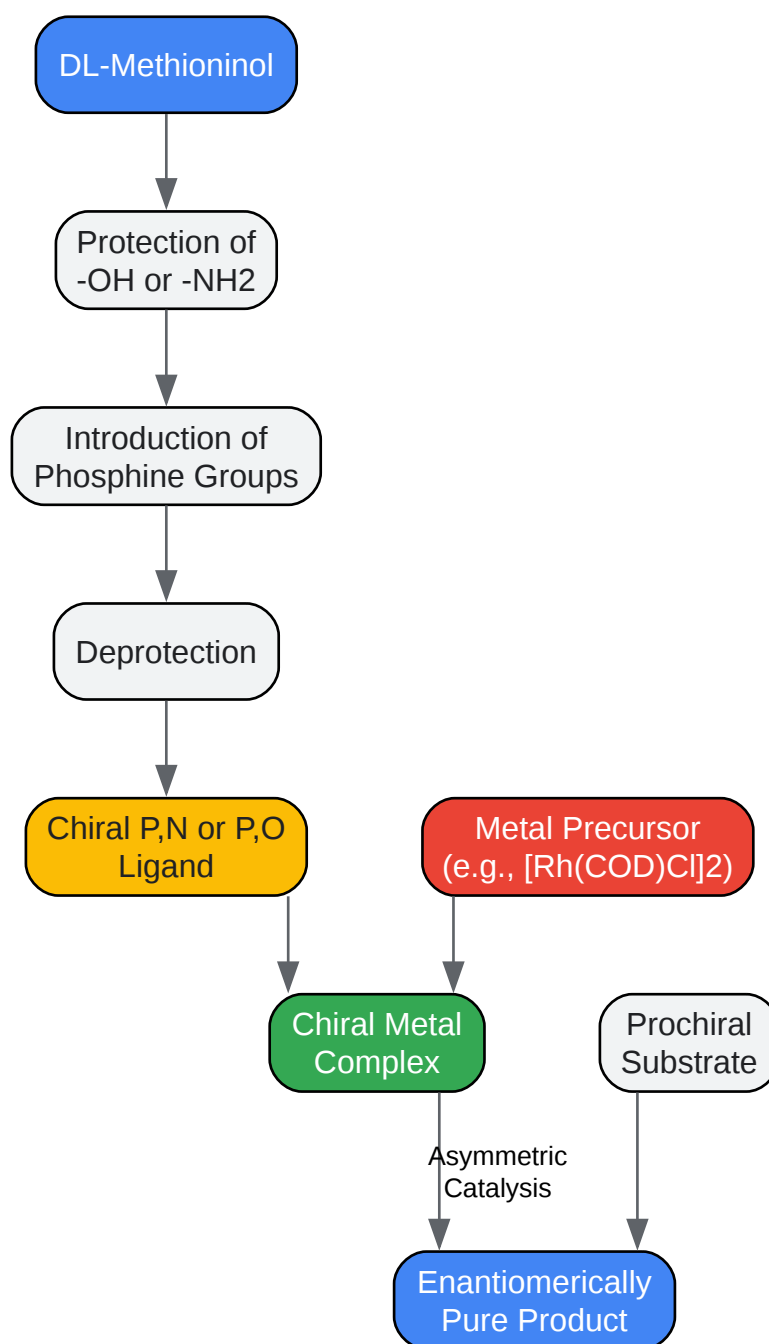 DL-Methioninol
Protection of
-OH or -NH2
Introduction of
Phosphine Groups
Deprotection
Chiral P,N or P,O
Ligand
Metal Precursor
(e.g., [Rh(COD)Cl]2)
Chiral Metal
Complex
Prochiral
Substrate
Asymmetric
Catalysis
Enantiomerically
Pure Product